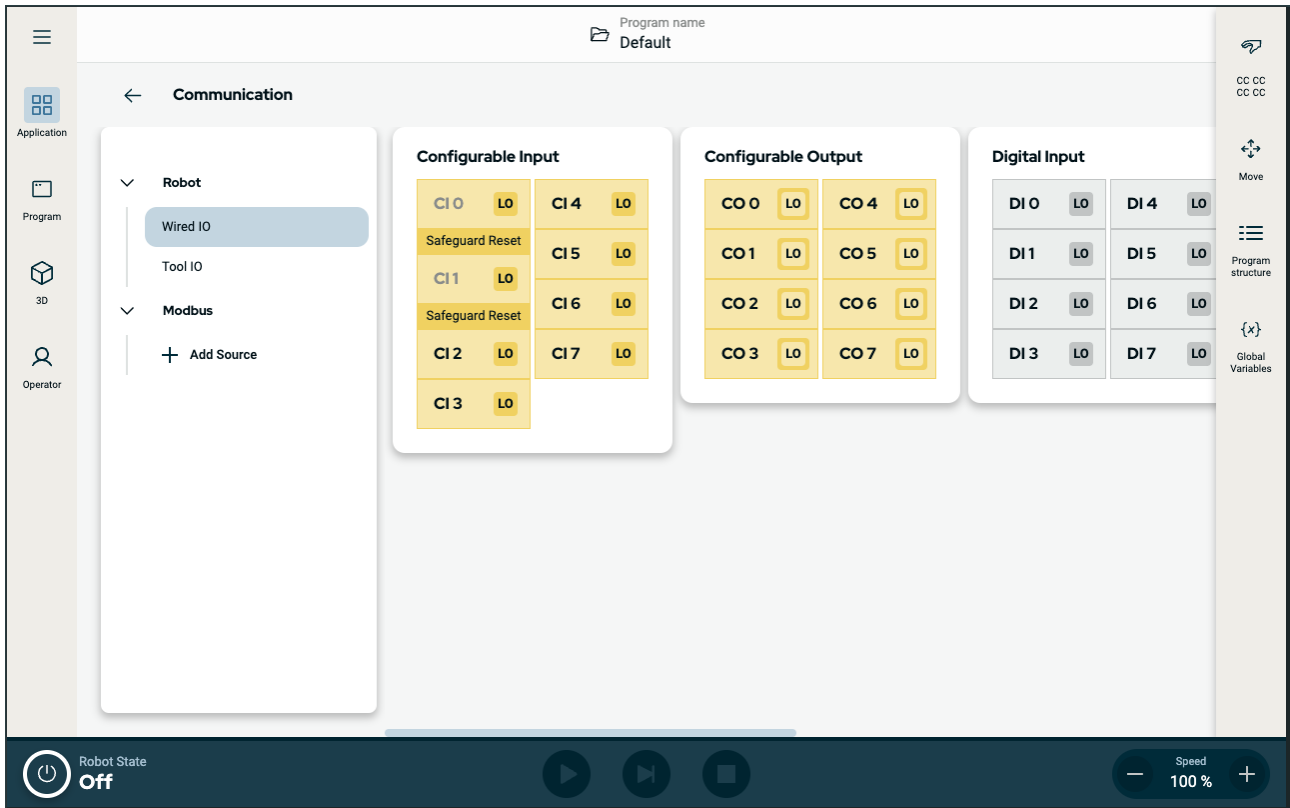 Program name
Default
Application
Program
3D
Operator
Communication
Robot
Wired IO
Tool IO
Modbus
Add Source
Configurable Input
CI 0 LO CI 4 LO
Safeguard Reset
CI 5 LO
CI 1 LO
CI 6 LO
Safeguard Reset
CI 2 LO CI 7 LO
CI 3 LO
Configurable Output
CO 0 LO CO 4 LO
CO 1 LO CO 5 LO
CO 2 LO CO 6 LO
CO 3 LO CO 7 LO
Digital Input
DI 0 LO DI 4 LO
DI 1 LO DI 5 LO
DI 2 LO DI 6 LO
DI 3 LO DI 7 LO
CC CC
CC CC
Move
Program
structure
{x}
Global
Variables
Robot State
Off
Speed
100 %